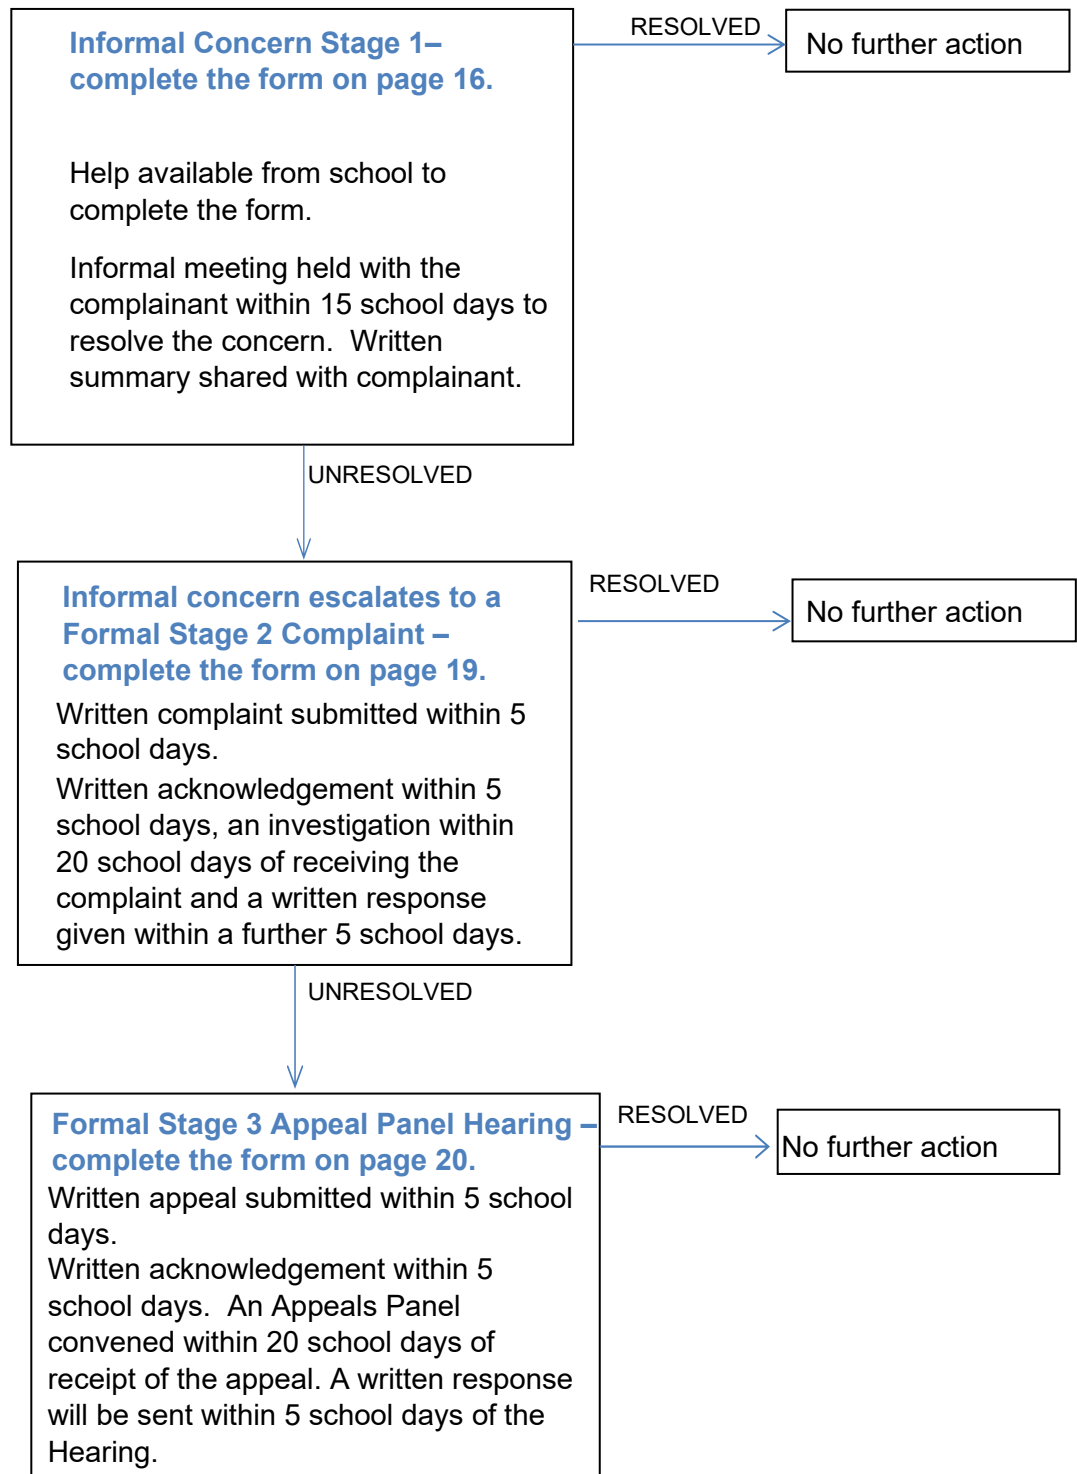 Informal Concern Stage 1–
complete the form on page 16.
Help available from school to
complete the form.
Informal meeting held with the
complainant within 15 school days to
resolve the concern.  Written
summary shared with complainant.
RESOLVED
No further action
UNRESOLVED
Informal concern escalates to a
Formal Stage 2 Complaint –
complete the form on page 19.
Written complaint submitted within 5
school days.
Written acknowledgement within 5
school days, an investigation within
20 school days of receiving the
complaint and a written response
given within a further 5 school days.
RESOLVED
No further action
UNRESOLVED
Formal Stage 3 Appeal Panel Hearing –
complete the form on page 20.
Written appeal submitted within 5 school
days.
Written acknowledgement within 5
school days.  An Appeals Panel
convened within 20 school days of
receipt of the appeal. A written response
will be sent within 5 school days of the
Hearing.
RESOLVED
No further action